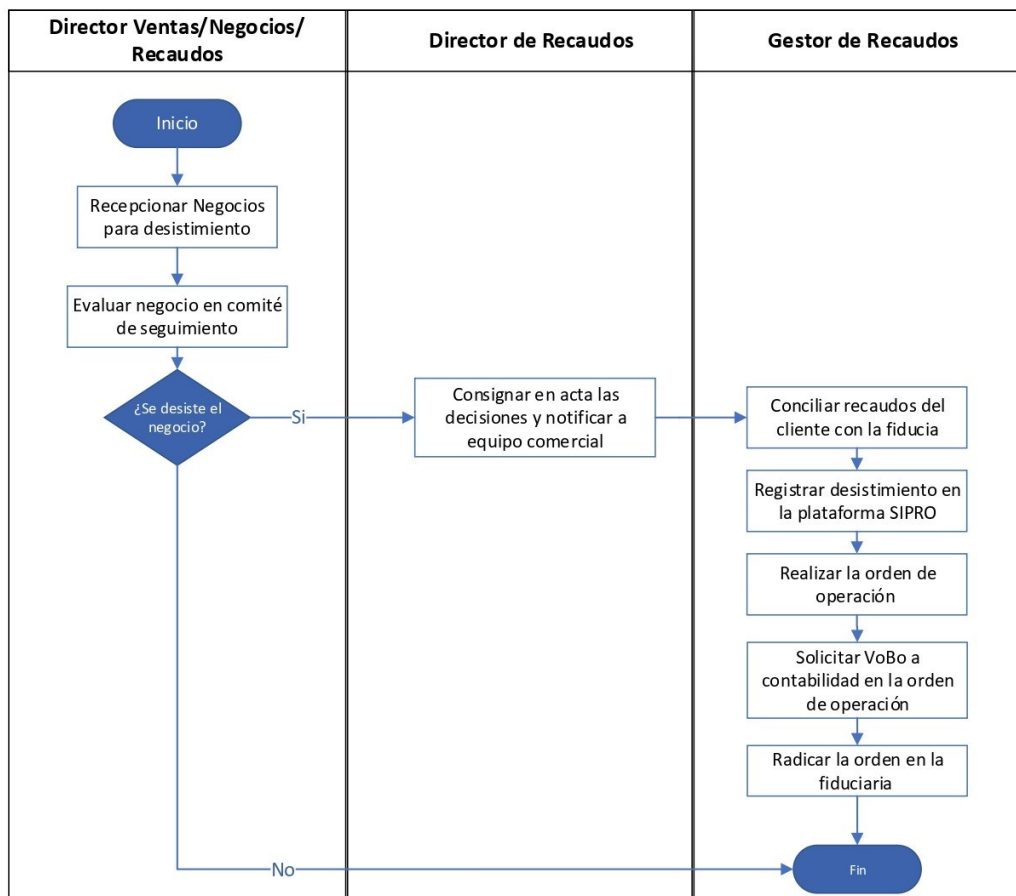 Director Ventas/Negocios/
Recaudos
Director de Recaudos
Gestor de Recaudos
Inicio
Recepcionar Negocios
para desistimiento
Evaluar negocio en comité
de seguimiento
¿Se desiste el
negocio?
Si
Consignar en acta las
decisiones y notificar a
equipo comercial
Conciliar recaudos del
cliente con la fiducia
Registrar desistimiento en
la plataforma SIPRO
Realizar la orden de
operación
Solicitar VoBo a
contabilidad en la orden
de operación
Radicar la orden en la
fiduciaria
No
Fin